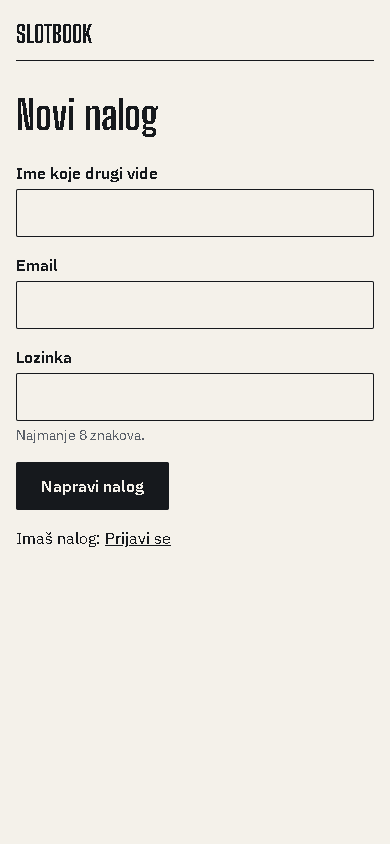 SLOTBOOK
Novi nalog
Ime koje drugi vide
Email
Lozinka
Najmanje 8 znakova.
Napravi nalog
Imaš nalog: Prijavi se